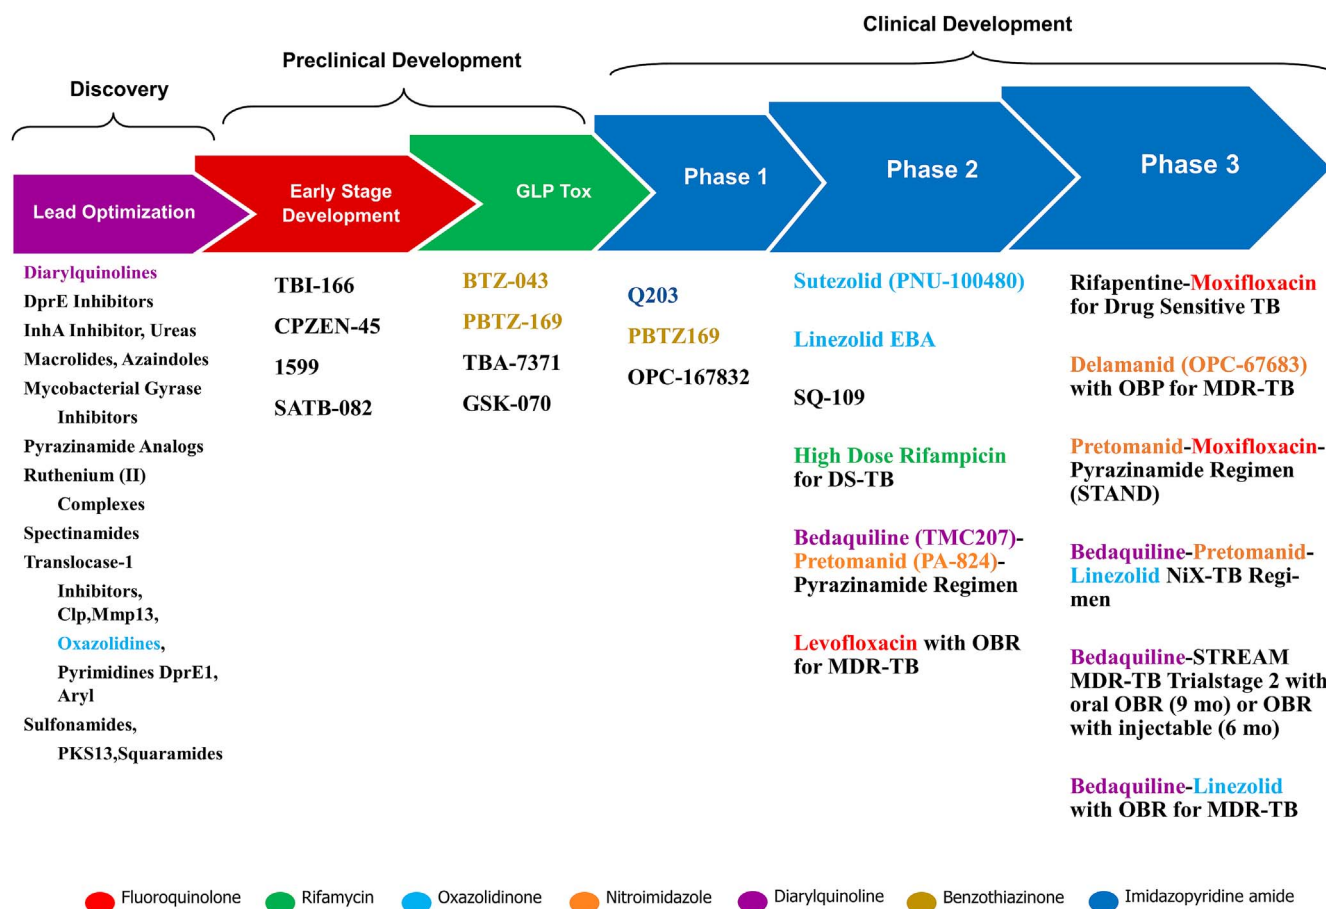 Clinical Development
Preclinical Development
Discovery
Lead Optimization
Early Stage
Development
GLP Tox
Phase 1
Phase 2
Phase 3
Diarylquinolines
DprE Inhibitors
InhA Inhibitor, Ureas
Macrolides, Azaindoles
Mycobacterial Gyrase
Inhibitors
Pyrazinamide Analogs
Ruthenium (II)
Complexes
Spectinamides
Translocase-1
Inhibitors,
Clp,Mmp13,
Oxazolidines,
Pyrimidines DprE1,
Aryl
Sulfonamides,
PKS13,Squaramides
TBI-166
CPZEN-45
1599
SATB-082
BTZ-043
PBTZ-169
TBA-7371
GSK-070
Q203
PBTZ169
OPC-167832
Sutezolid (PNU-100480)
Linezolid EBA
SQ-109
High Dose Rifampicin
for DS-TB
Bedaquiline (TMC207)-
Pretomanid (PA-824)-
Pyrazinamide Regimen
Levofloxacin with OBR
for MDR-TB
Rifapentine-Moxifloxacin
for Drug Sensitive TB
Delamanid (OPC-67683)
with OBP for MDR-TB
Pretomanid-Moxifloxacin-
Pyrazinamide Regimen
(STAND)
Bedaquiline-Pretomanid-
Linezolid NiX-TB Regi-
men
Bedaquiline-STREAM
MDR-TB Trialstage 2 with
oral OBR (9 mo) or OBR
with injectable (6 mo)
Bedaquiline-Linezolid
with OBR for MDR-TB
Fluoroquinolone
Rifamycin
Oxazolidinone
Nitroimidazole
Diarylquinoline
Benzothiazinone
Imidazopyridine amide